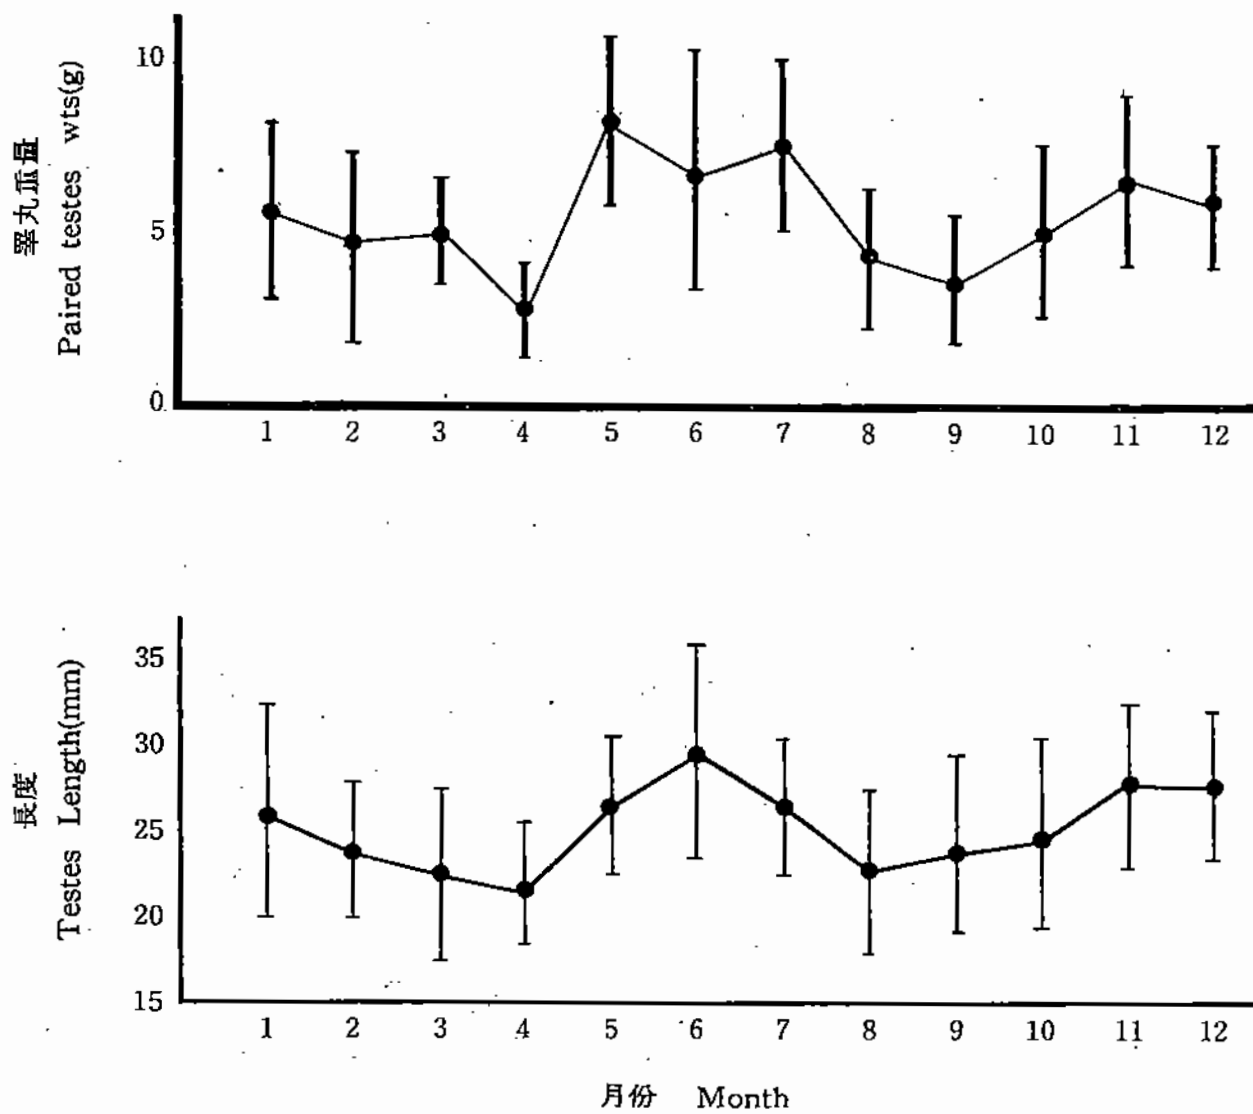 睪丸重量
Paired testes wts(g)
10
5
0
1 2 3 4 5 6 7 8 9 10 11 12
長度
Testes Length(mm)
35
30
25
20
15
1 2 3 4 5 6 7 8 9 10 11 12
月份 Month